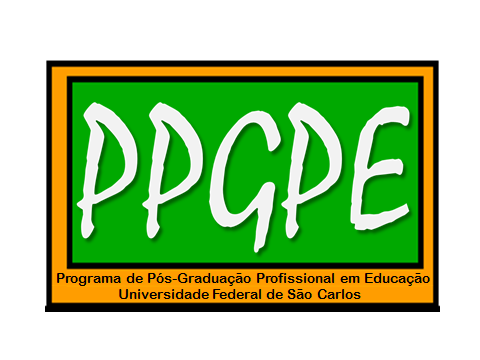 PPGPE
Programa de Pós-Graduação Profissional em Educação
Universidade Federal de São Carlos